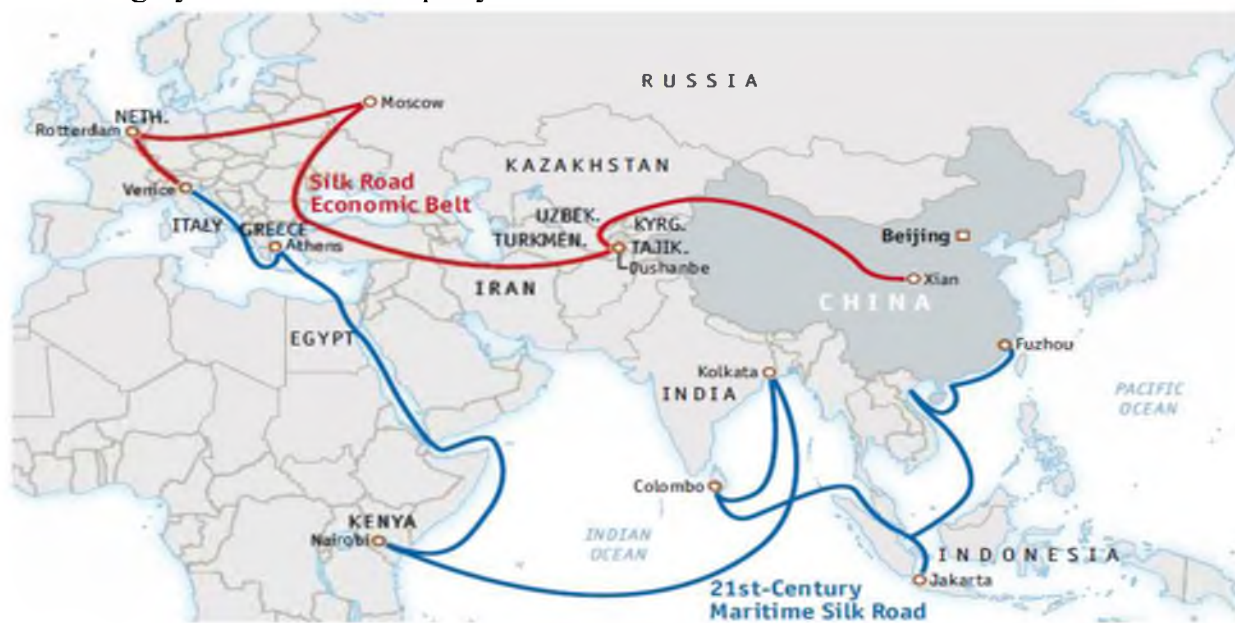 RUSSIA
Moscow
NETH.
Rotterdam
KAZAKHSTAN
Venice
Silk Road
Economic Belt
UZBEK.
KYRG.
ITALY
GREECE
Athens
TURKMEN.
TAJIK.
Dushanbe
Beijing
Xian
IRAN
CHINA
EGYPT
Fuzhou
Kolkata
INDIA
PACIFIC
OCEAN
Colombo
KENYA
Nairobi
INDIAN
OCEAN
INDONESIA
Jakarta
21st-Century
Maritime Silk Road